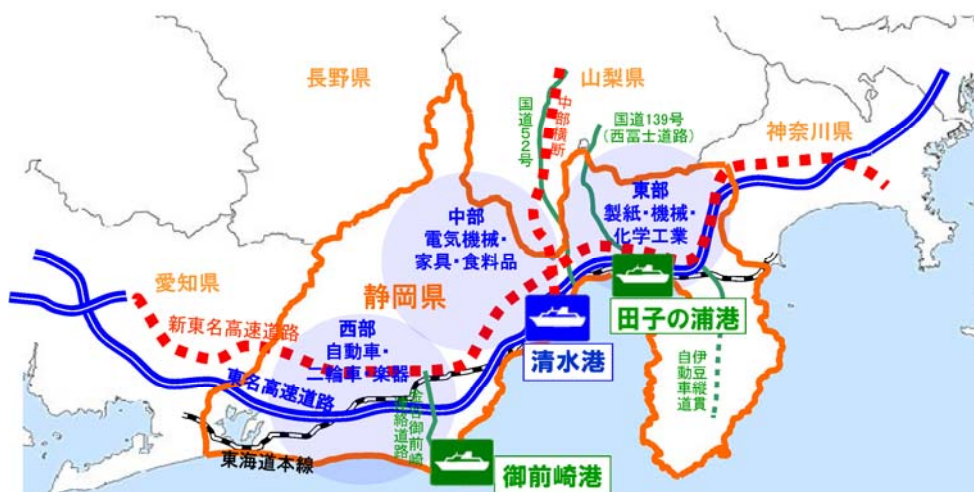 長野県
山梨県
国道52号
中部横断
国道139号
(西富士道路)
神奈川県
東部
製紙・機械・
化学工業
中部
電気機械・
家具・食料品
愛知県
静岡県
新東名高速道路
西部
自動車・
二輪車・楽器
東名高速道路
清水港
田子の浦港
伊豆縦貫
自動車道
金谷御前崎
連絡道路
東海道本線
御前崎港